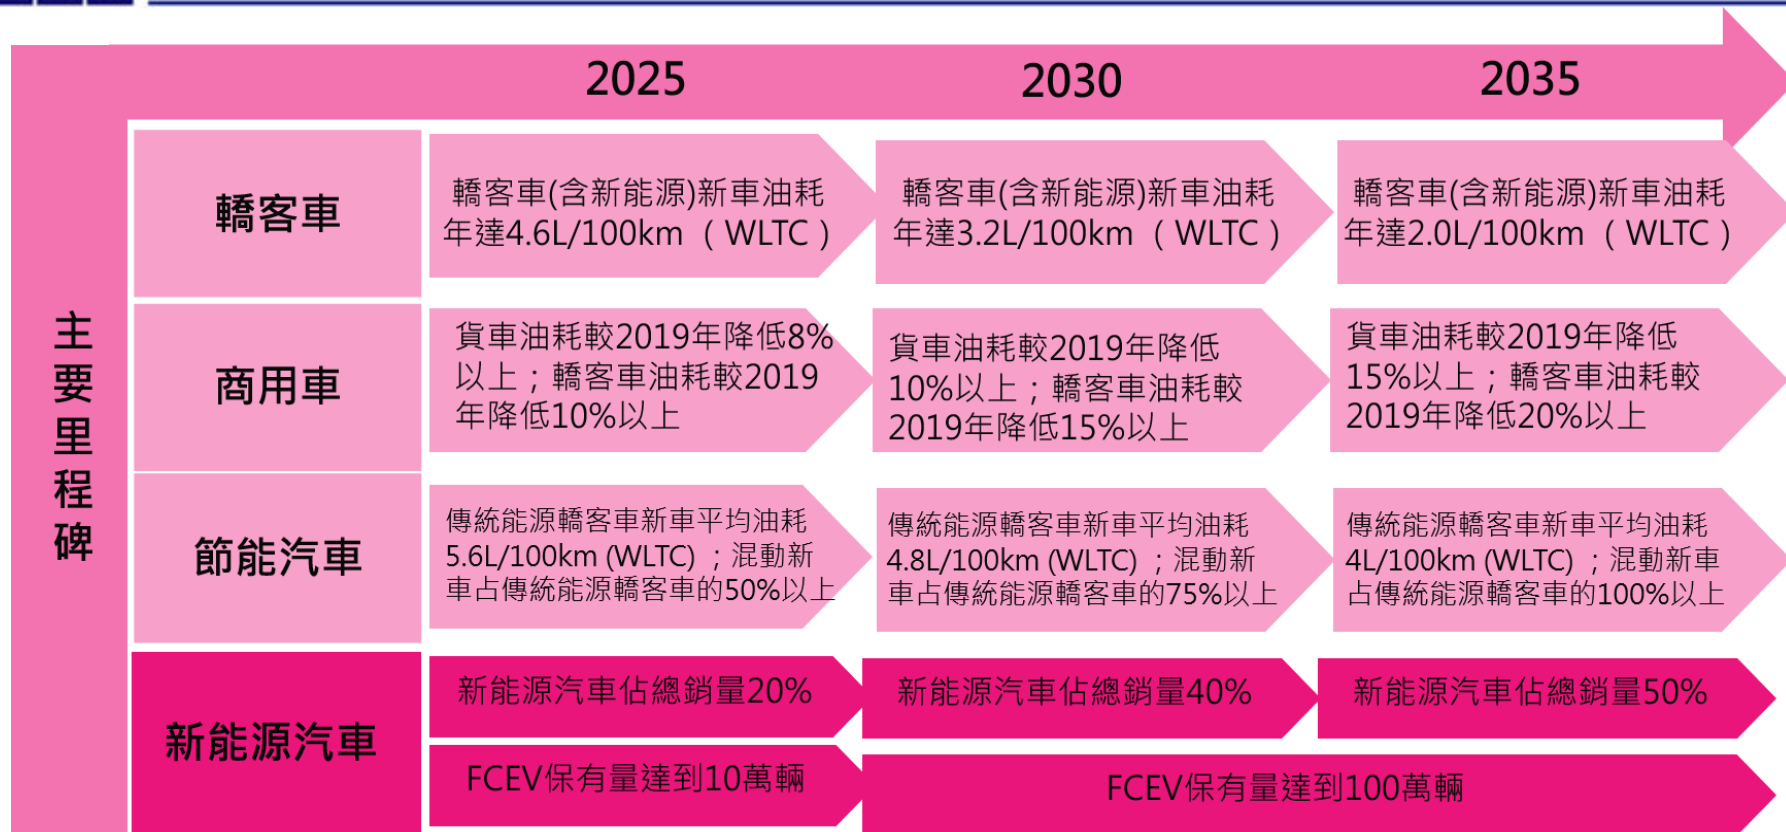 2025
2030
2035
主要里程碑
轎客車
轎客車(含新能源)新車油耗
年達4.6L/100km （WLTC）
轎客車(含新能源)新車油耗
年達3.2L/100km （WLTC）
轎客車(含新能源)新車油耗
年達2.0L/100km （WLTC）
商用車
貨車油耗較2019年降低8%
以上；轎客車油耗較2019
年降低10%以上
貨車油耗較2019年降低
10%以上；轎客車油耗較
2019年降低15%以上
貨車油耗較2019年降低
15%以上；轎客車油耗較
2019年降低20%以上
節能汽車
傳統能源轎客車新車平均油耗
5.6L/100km (WLTC) ；混動新
車占傳統能源轎客車的50%以上
傳統能源轎客車新車平均油耗
4.8L/100km (WLTC) ；混動新
車占傳統能源轎客車的75%以上
傳統能源轎客車新車平均油耗
4L/100km (WLTC) ；混動新車
占傳統能源轎客車的100%以上
新能源汽車
新能源汽車佔總銷量20%
新能源汽車佔總銷量40%
新能源汽車佔總銷量50%
FCEV保有量達到10萬輛
FCEV保有量達到100萬輛